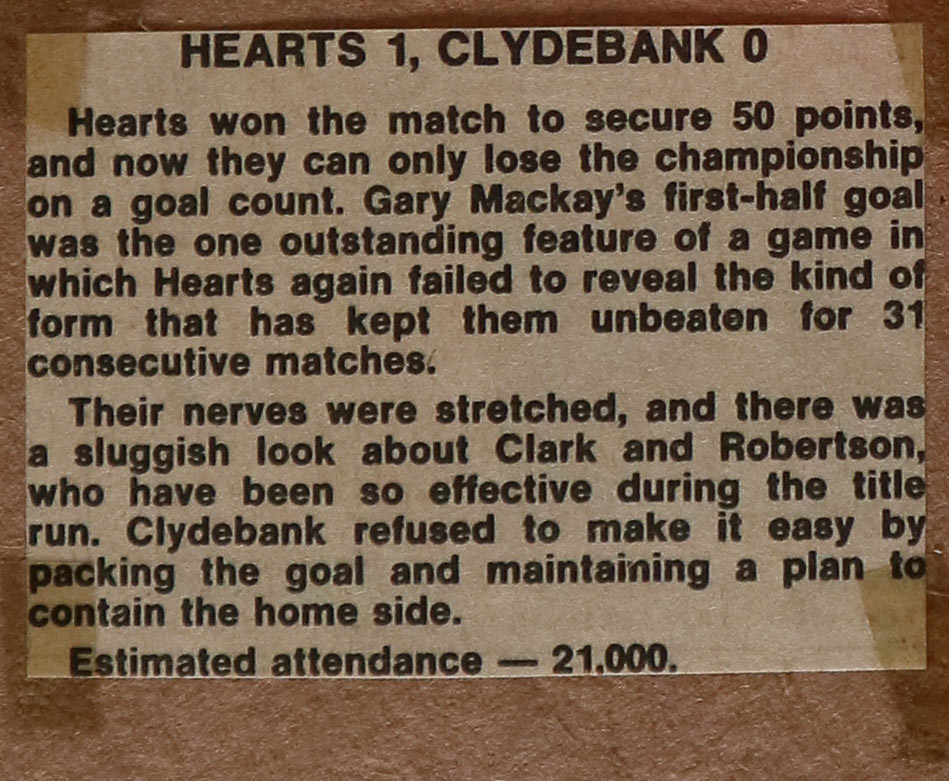 HEARTS 1, CLYDEBANK 0
Hearts won the match to secure 50 points,
and now they can only lose the championship
on a goal count. Gary Mackay's first-half goal
was the one outstanding feature of a game in
which Hearts again failed to reveal the kind of
form that has kept them unbeaten for 31
consecutive matches.
Their nerves were stretched, and there was
a sluggish look about Clark and Robertson,
who have been so effective during the title
run. Clydebank refused to make it easy by
packing the goal and maintaining a plan to
contain the home side.
Estimated attendance — 21.000.